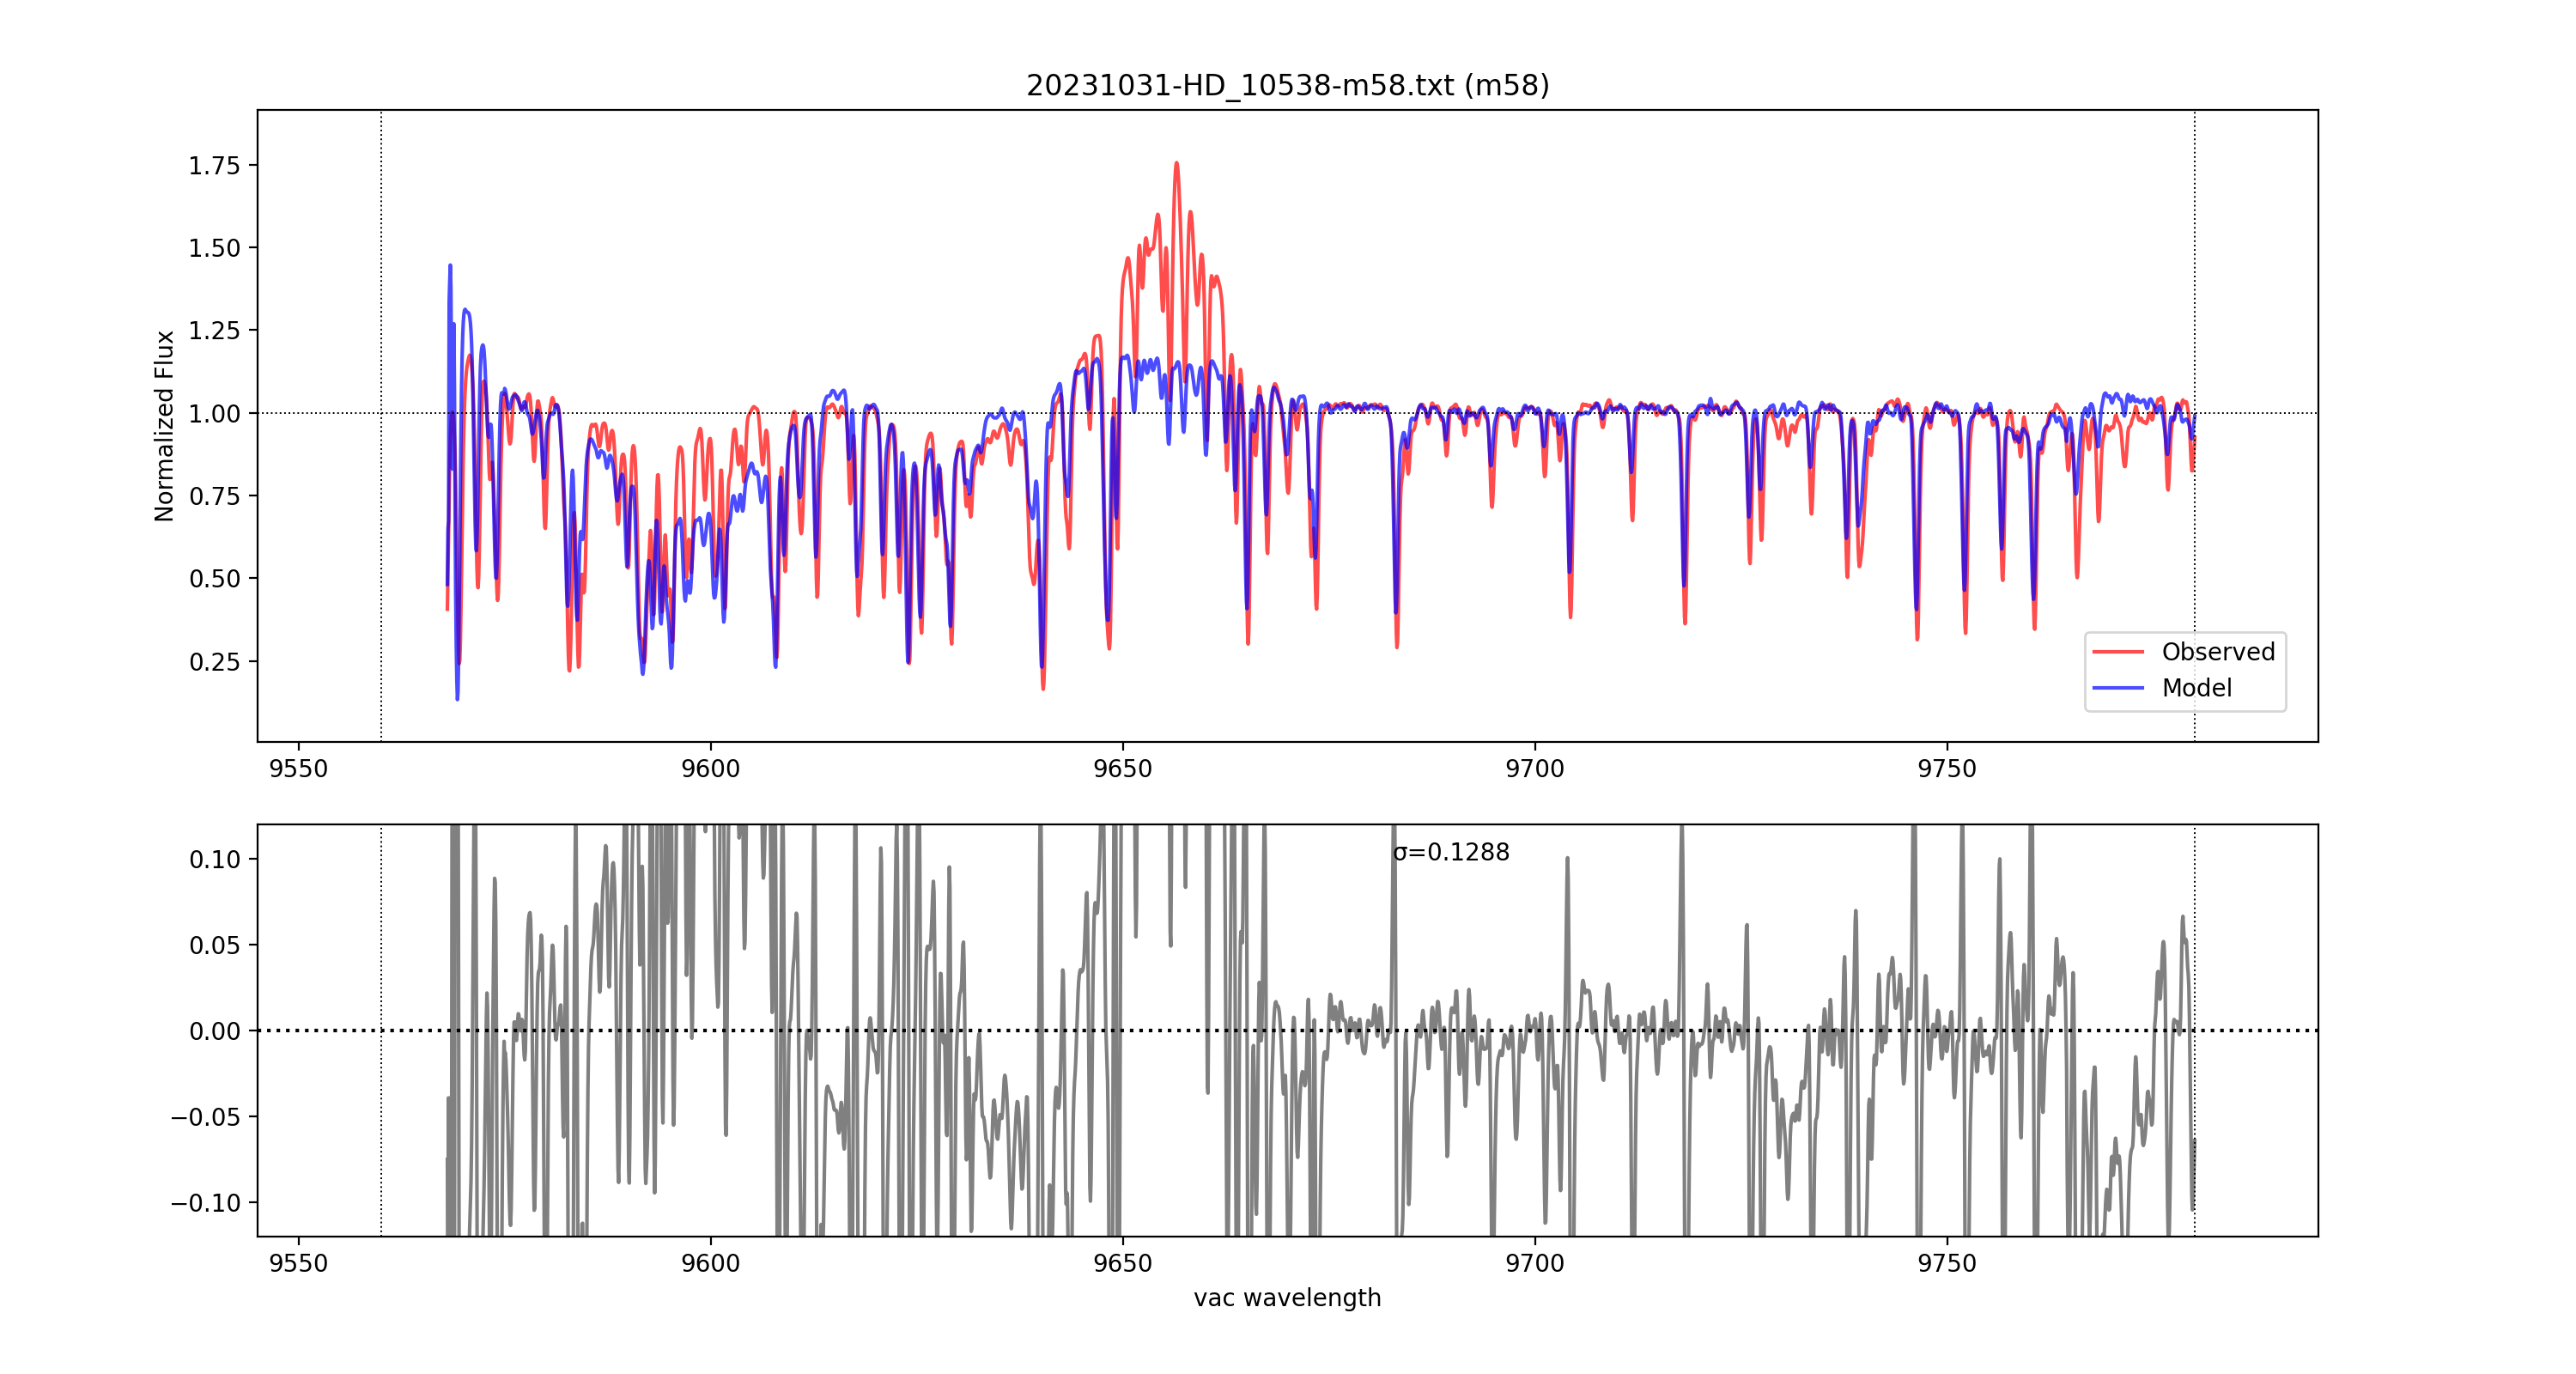 20231031-HD_10538-m58.txt (m58)
Normalized Flux
1.75
1.50
1.25
1.00
0.75
0.50
0.25
Observed
Model
9550 9600 9650 9700 9750
σ=0.1288
0.10
0.05
0.00
−0.05
−0.10
9550 9600 9650 9700 9750
vac wavelength